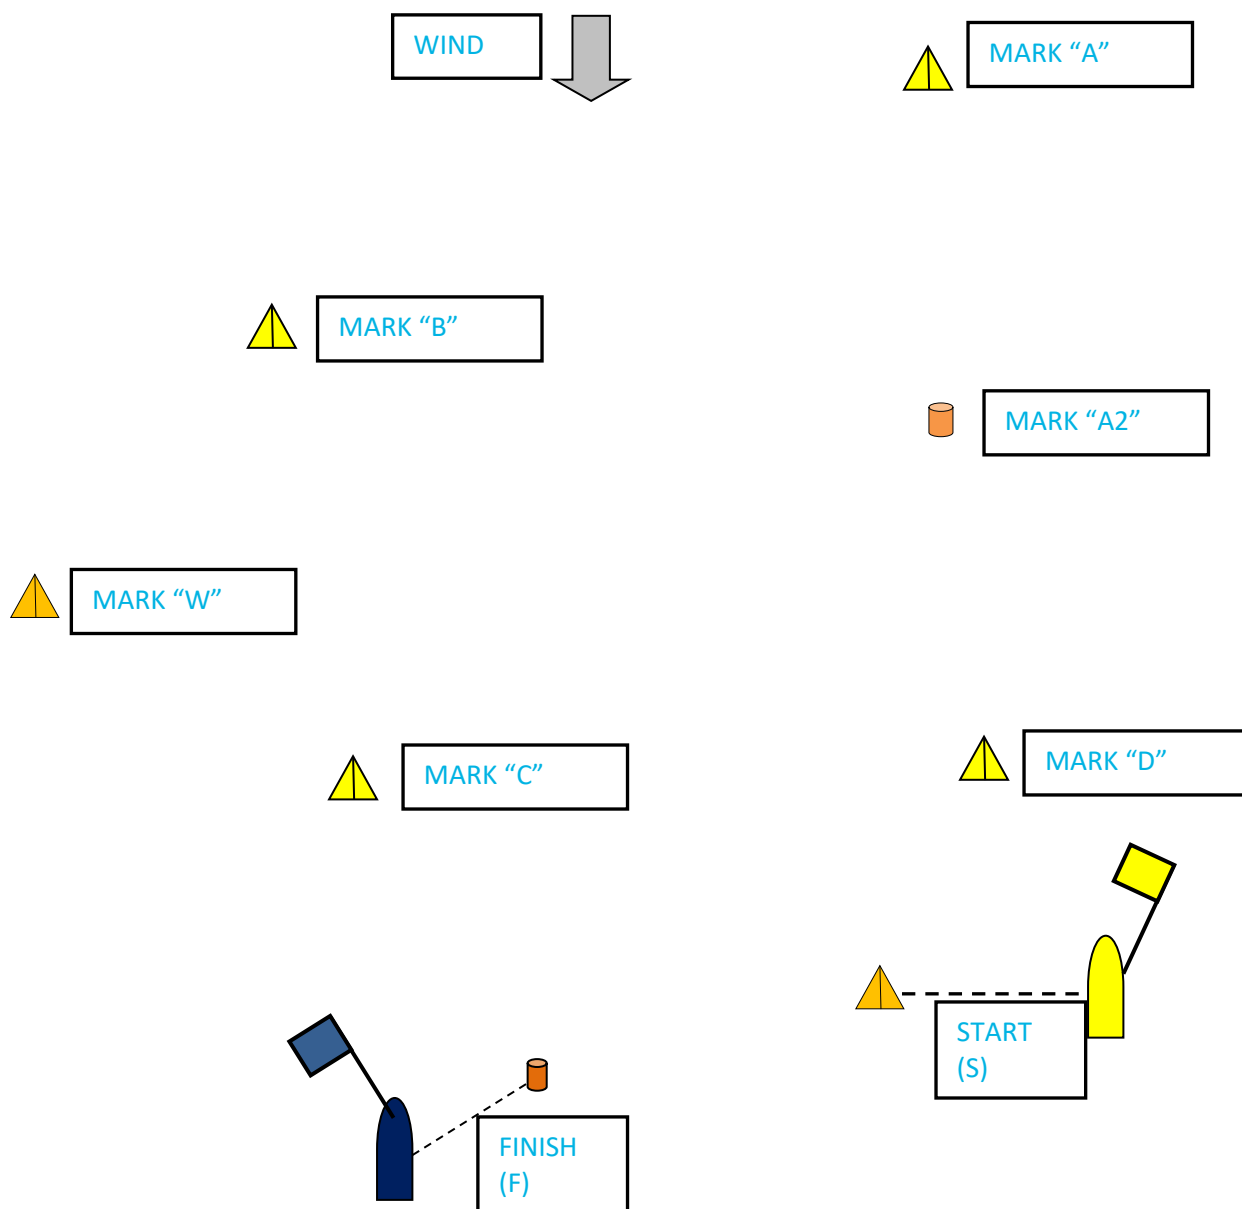 WIND
MARK “A”
MARK “B”
MARK “A2”
MARK “W”
MARK “C”
MARK “D”
START
(S)
FINISH
(F)